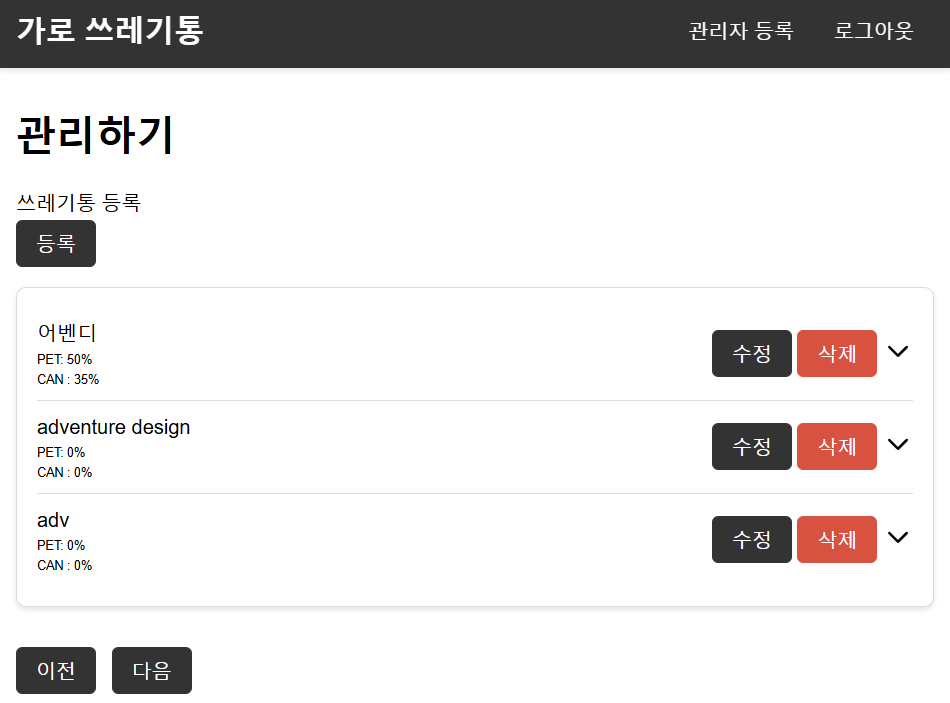 가로 쓰레기통 관리자 등록 로그아웃
관리하기
쓰레기통 등록
등록
어벤디
PET: 50%
CAN : 35%
수정 삭제
adventure design
PET: 0%
CAN : 0%
수정 삭제
adv
PET: 0%
CAN : 0%
수정 삭제
이전 다음